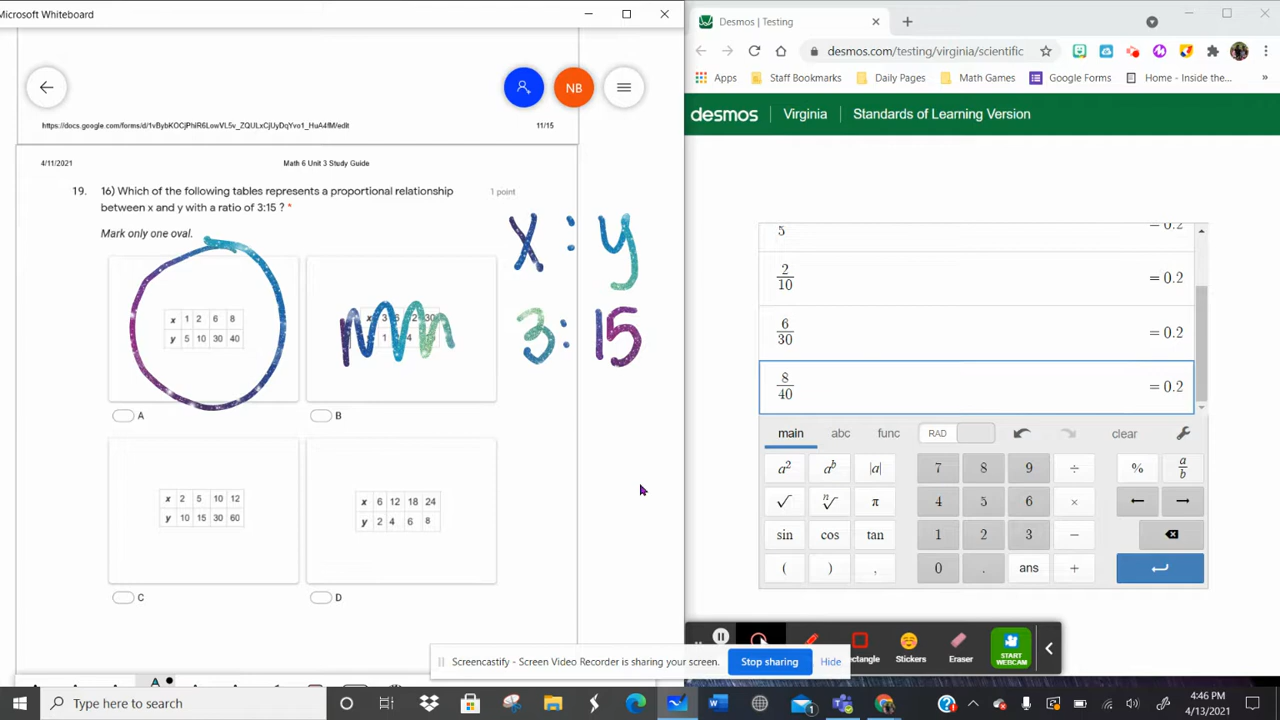 Microsoft Whiteboard
NB
https://docs.google.com/forms/d/1vBybKOCjPhlR6LowVL5v_ZQULxCjUyDqYvo1_HuA4fM/edit
11/15
4/11/2021
Math 6 Unit 3 Study Guide
19.
16) Which of the following tables represents a proportional relationship
1 point
between x and y with a ratio of 3:15 ? *
Mark only one oval.
x 1 2 6 8
y 5 10 30 40
A
B
x 2 5 10 12
y 10 15 30 60
x 6 12 18 24
y 2 4 6 8
C
D
x : y
3 : 15
Desmos | Testing
desmos.com/testing/virginia/scientific
Apps
Staff Bookmarks
Daily Pages
Math Games
Google Forms
Home - Inside the...
»
desmos
Virginia
Standards of Learning Version
5
= 0.2
2/10
= 0.2
6/30
= 0.2
8/40
= 0.2
main
abc
func
RAD
clear
a² aᵇ |a| 7 8 9 ÷ % a/b
√ ⁿ√ π 4 5 6 × ← →
sin cos tan 1 2 3 −
( ) , 0 . ans +
ctangle
Stickers
Eraser
START
WEBCAM
Screencastify - Screen Video Recorder is sharing your screen.
Stop sharing
Hide
A
Type here to search
4:46 PM
4/13/2021